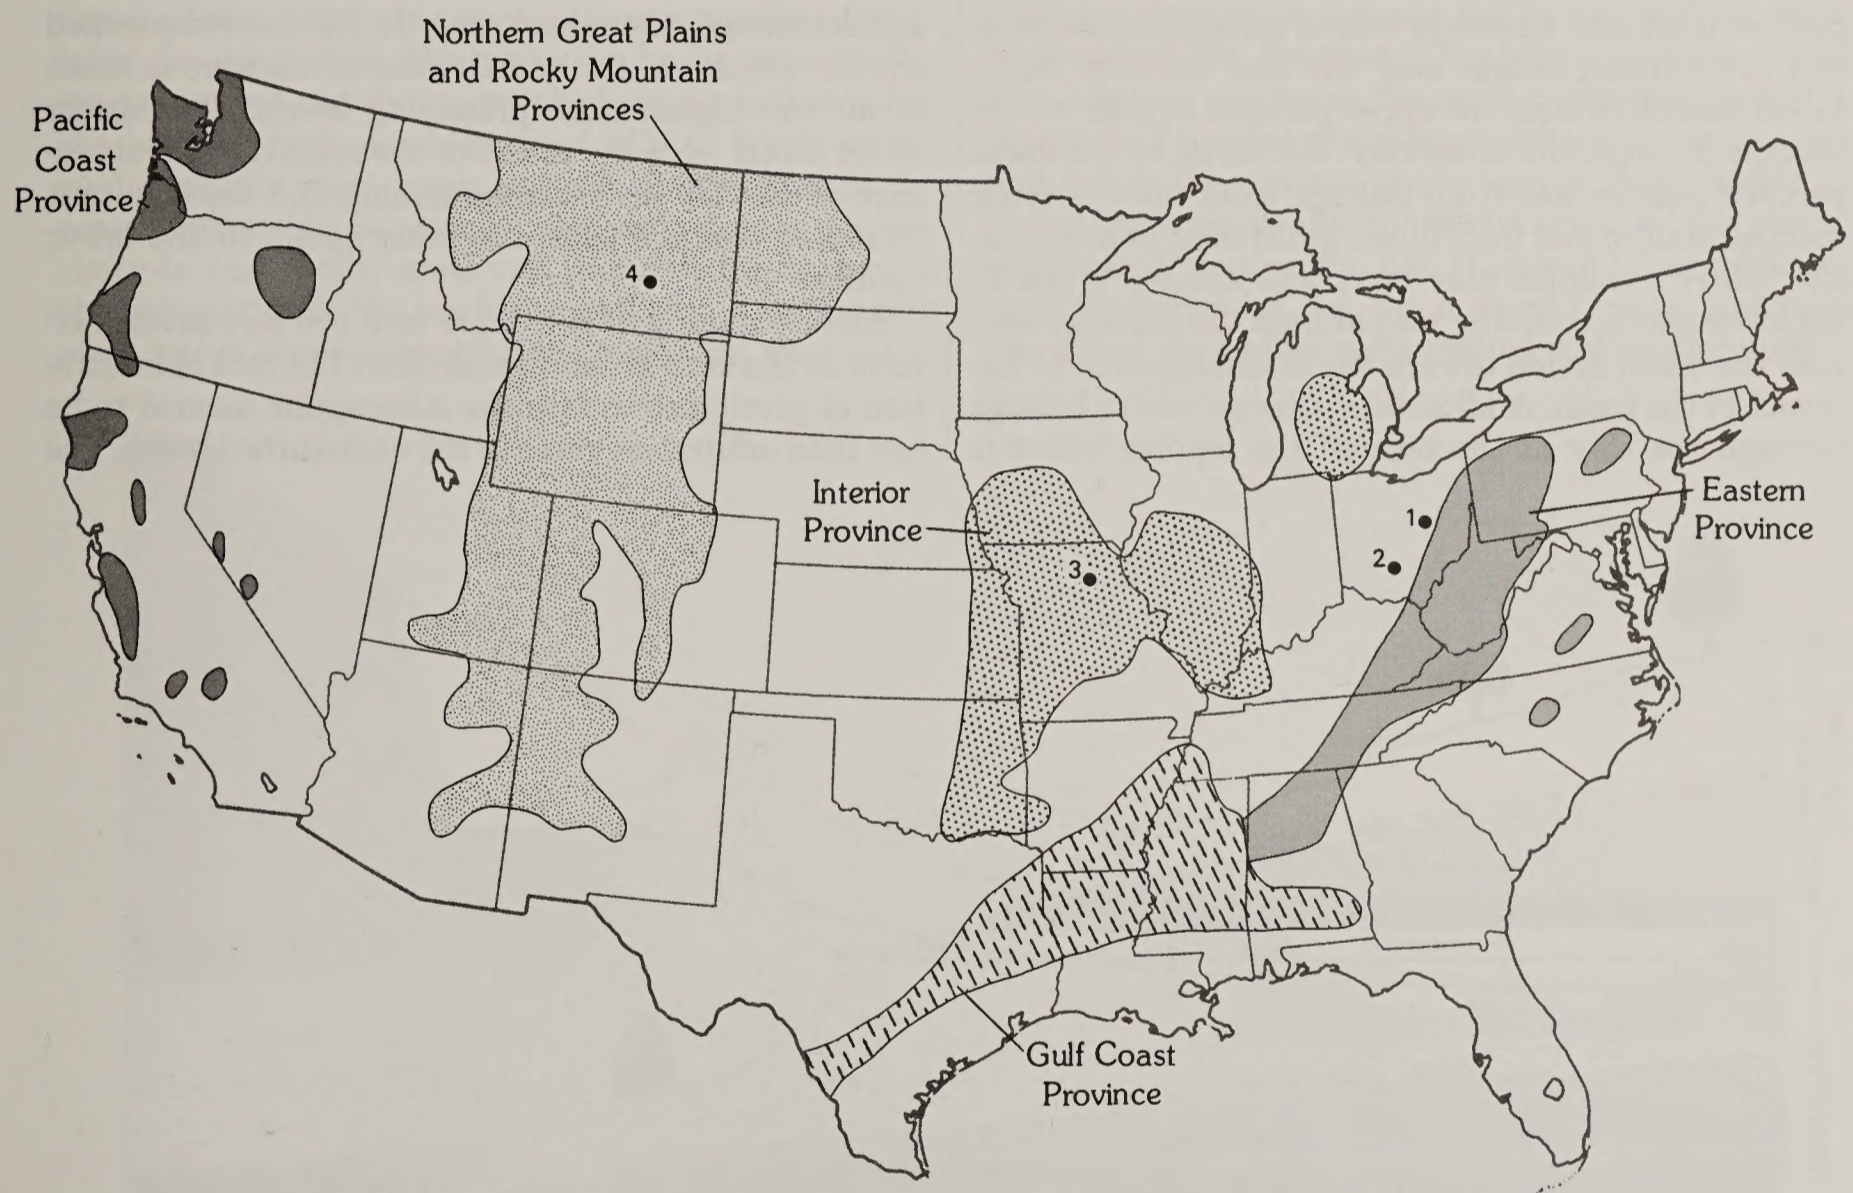 Northern Great Plains
and Rocky Mountain
Provinces
Pacific
Coast
Province
4
Interior
Province
3
1
2
Eastern
Province
Gulf Coast
Province